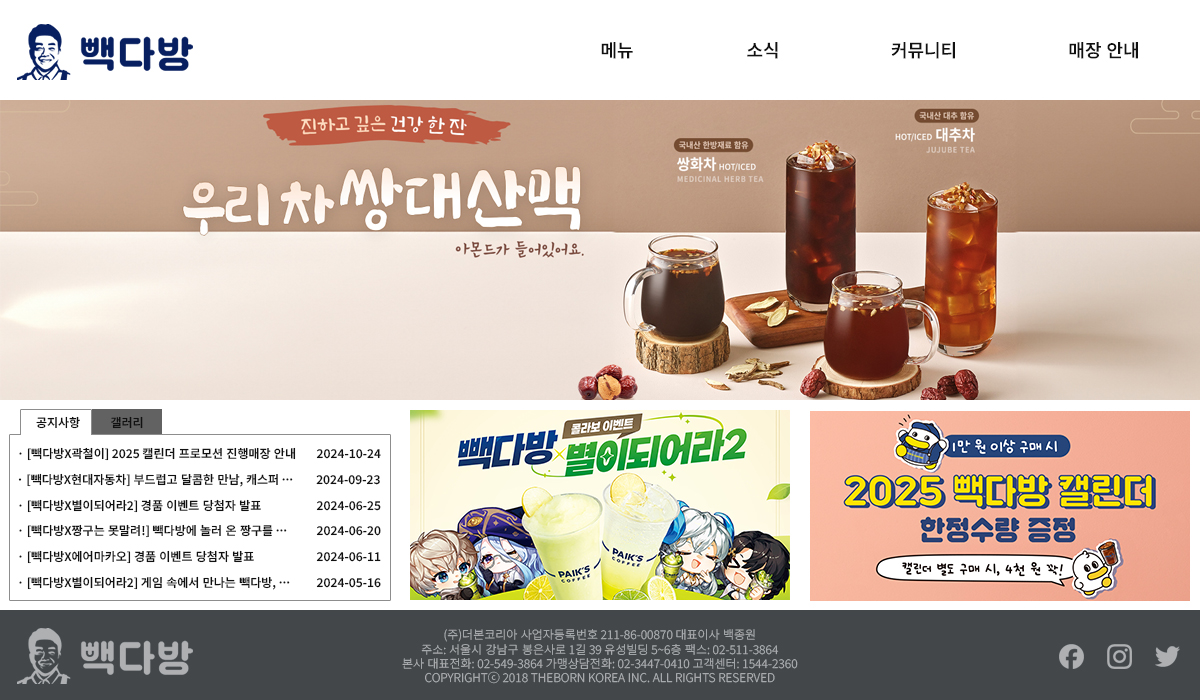 빽다방
메뉴
소식
커뮤니티
매장 안내
진하고 깊은 건강 한 잔
우리 차 쌍대산맥
아몬드가 들어있어요.
국내산 한방재료 함유
쌍화차 HOT/ICED
MEDICINAL HERB TEA
국내산 대추 함유
HOT/ICED 대추차
JUJUBE TEA
공지사항
갤러리
· [빽다방X곽철이] 2025 캘린더 프로모션 진행매장 안내 2024-10-24
· [빽다방X현대자동차] 부드럽고 달콤한 만남, 캐스퍼 ··· 2024-09-23
· [빽다방X별이되어라2] 경품 이벤트 당첨자 발표 2024-06-25
· [빽다방X짱구는 못말려!] 빽다방에 놀러 온 짱구를 ··· 2024-06-20
· [빽다방X에어마카오] 경품 이벤트 당첨자 발표 2024-06-11
· [빽다방X별이되어라2] 게임 속에서 만나는 빽다방, ··· 2024-05-16
콜라보 이벤트
빽다방×별이되어라2
PAIK'S
COFFEE
PAIK'S
COFFEE
1만 원 이상 구매 시
2025 빽다방 캘린더
한정수량 증정
캘린더 별도 구매 시, 4천 원 꽉!
빽다방
(주)더본코리아 사업자등록번호 211-86-00870 대표이사 백종원
주소: 서울시 강남구 봉은사로 1길 39 유성빌딩 5~6층 팩스: 02-511-3864
본사 대표전화: 02-549-3864 가맹상담전화: 02-3447-0410 고객센터: 1544-2360
COPYRIGHTⓒ 2018 THEBORN KOREA INC. ALL RIGHTS RESERVED